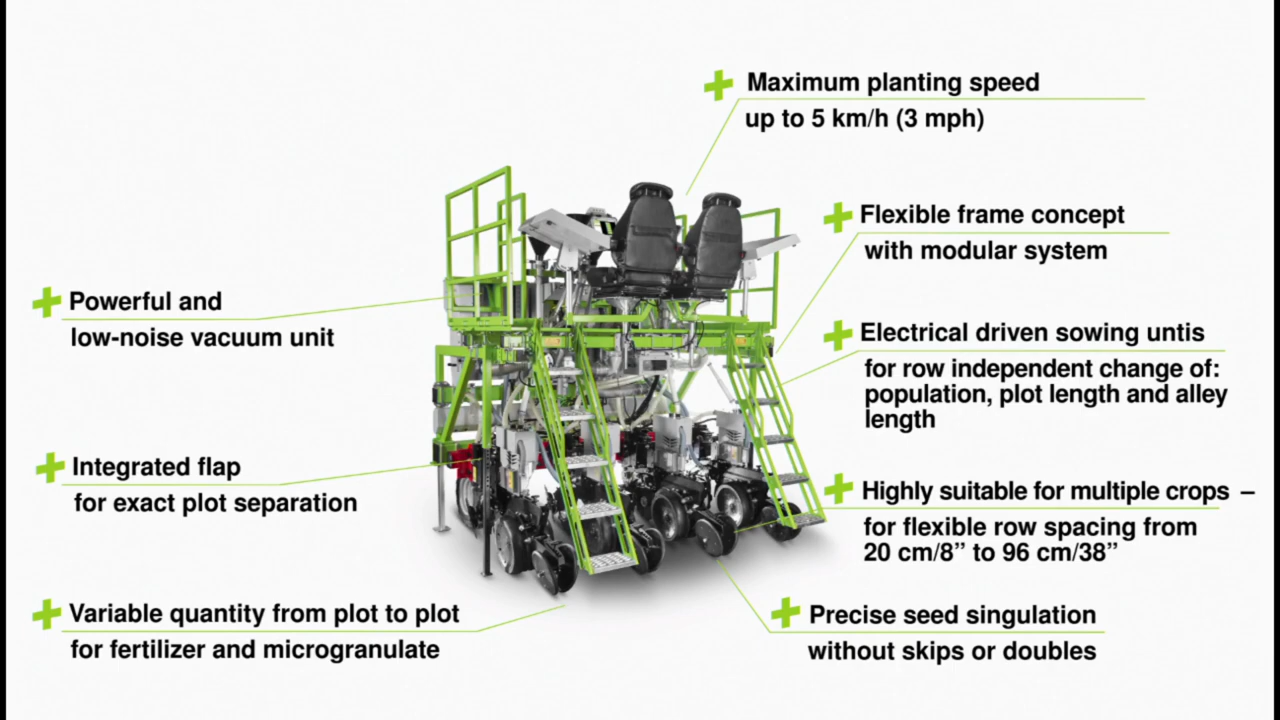 Maximum planting speed
up to 5 km/h (3 mph)
Flexible frame concept
with modular system
Powerful and
low-noise vacuum unit
Electrical driven sowing untis
for row independent change of:
population, plot length and alley
length
Integrated flap
for exact plot separation
Highly suitable for multiple crops –
for flexible row spacing from
20 cm/8” to 96 cm/38”
Variable quantity from plot to plot
for fertilizer and microgranulate
Precise seed singulation
without skips or doubles